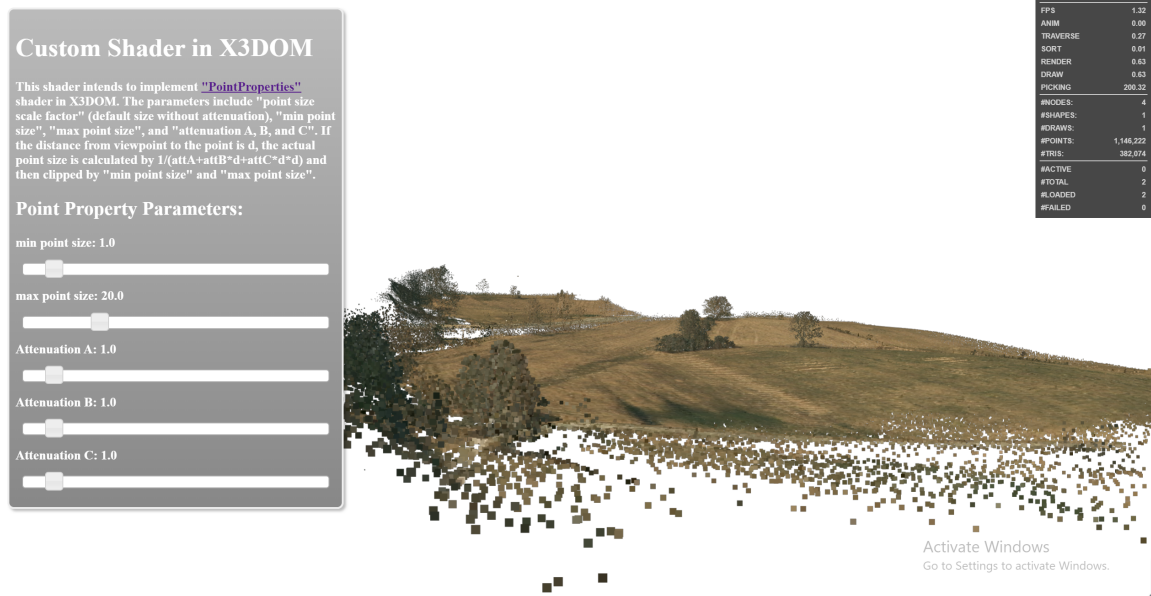 Custom Shader in X3DOM
This shader intends to implement "PointProperties"
shader in X3DOM. The parameters include "point size
scale factor" (default size without attenuation), "min point
size", "max point size", and "attenuation A, B, and C". If
the distance from viewpoint to the point is d, the actual
point size is calculated by 1/(attA+attB*d+attC*d*d) and
then clipped by "min point size" and "max point size".
Point Property Parameters:
min point size: 1.0
max point size: 20.0
Attenuation A: 1.0
Attenuation B: 1.0
Attenuation C: 1.0
FPS 1.32
ANIM 0.00
TRAVERSE 0.27
SORT 0.01
RENDER 0.63
DRAW 0.63
PICKING 200.32
#NODES: 4
#SHAPES: 1
#DRAWS: 1
#POINTS: 1,146,222
#TRIS: 382,074
#ACTIVE 0
#TOTAL 2
#LOADED 2
#FAILED 0
Activate Windows
Go to Settings to activate Windows.